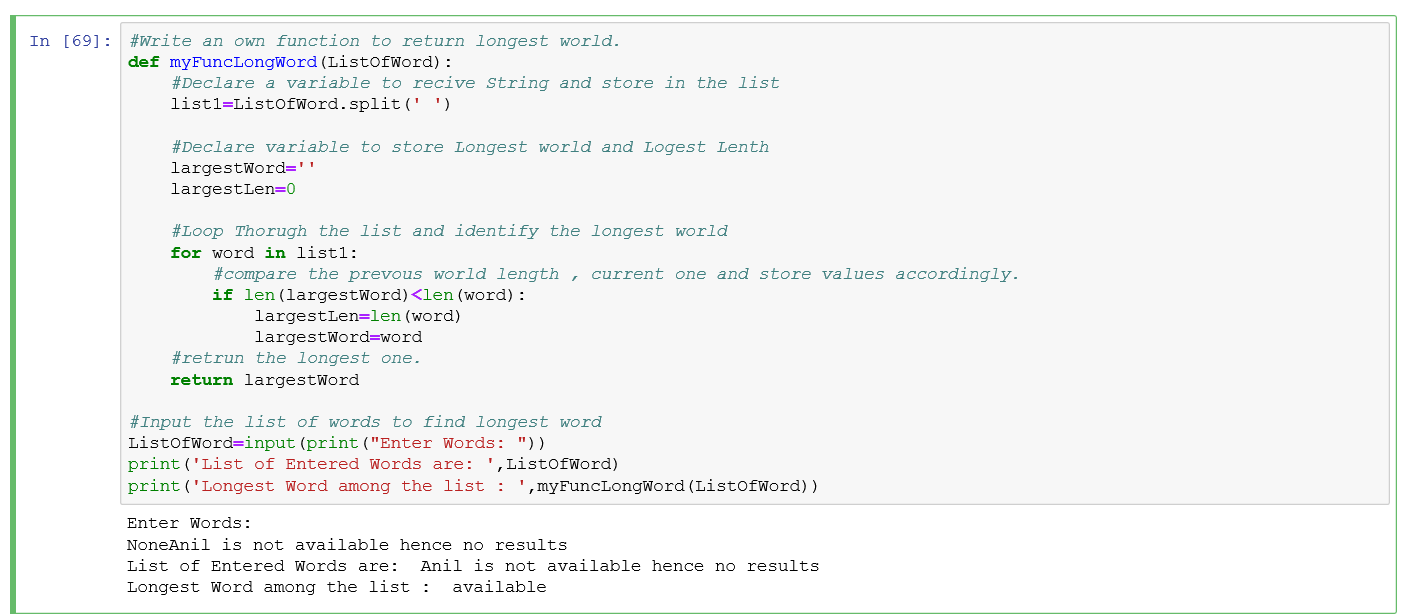 In [69]: #Write an own function to return longest world.
def myFuncLongWord(ListOfWord):
    #Declare a variable to recive String and store in the list
    list1=ListOfWord.split(' ')

    #Declare variable to store Longest world and Logest Lenth
    largestWord=''
    largestLen=0

    #Loop Thorugh the list and identify the longest world
    for word in list1:
        #compare the prevous world length , current one and store values accordingly.
        if len(largestWord)<len(word):
            largestLen=len(word)
            largestWord=word
    #retrun the longest one.
    return largestWord

#Input the list of words to find longest word
ListOfWord=input(print("Enter Words: "))
print('List of Entered Words are: ',ListOfWord)
print('Longest Word among the list : ',myFuncLongWord(ListOfWord))
Enter Words:
NoneAnil is not available hence no results
List of Entered Words are:  Anil is not available hence no results
Longest Word among the list :  available